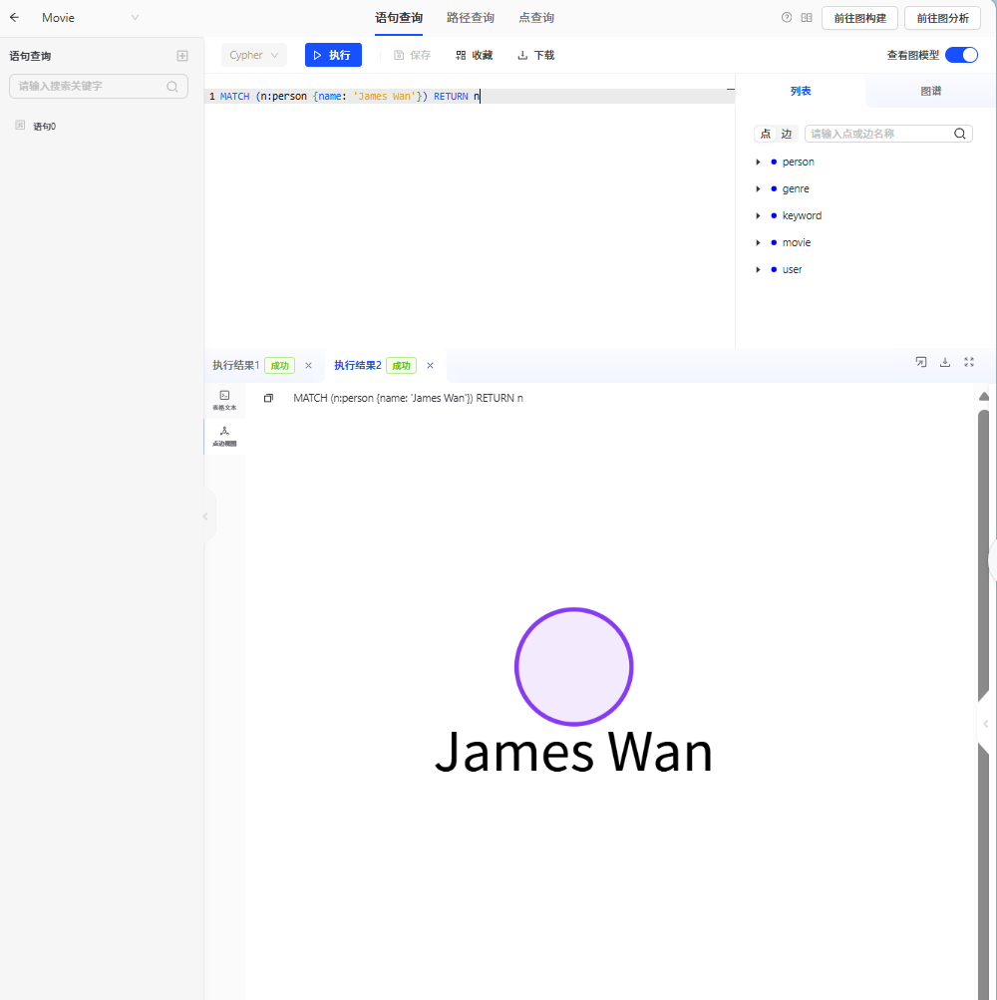 Movie
语句查询
路径查询
点查询
前往图构建
前往图分析
语句查询
请输入搜索关键字
语句0
Cypher
执行
保存
收藏
下载
查看图模型
1 MATCH (n:person {name: 'James Wan'}) RETURN n
列表
图谱
点
边
请输入点或边名称
person
genre
keyword
movie
user
执行结果1 成功
执行结果2 成功
表格文本
点边视图
MATCH (n:person {name: 'James Wan'}) RETURN n
James Wan